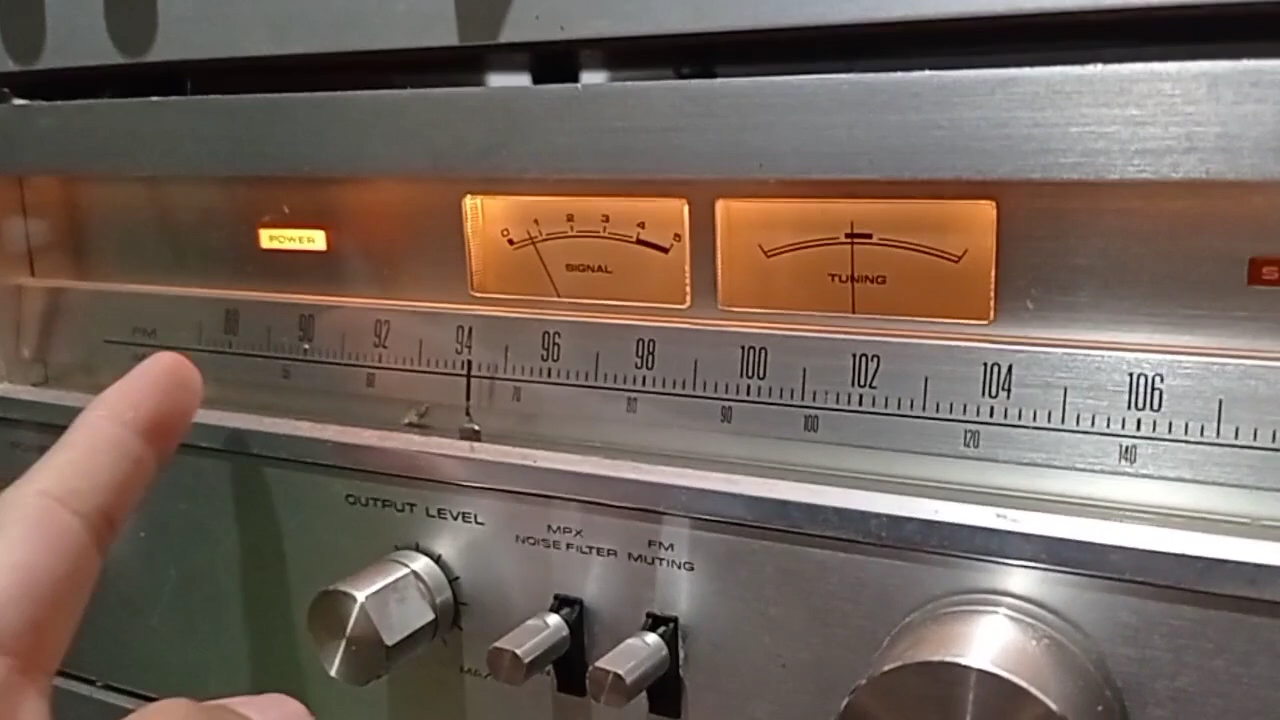 POWER
0 1 2 3 4 5
SIGNAL
TUNING
FM 88 90 92 94 96 98 100 102 104 106
70 80 90 100 120 140
OUTPUT LEVEL
MPX
NOISE FILTER
FM
MUTING